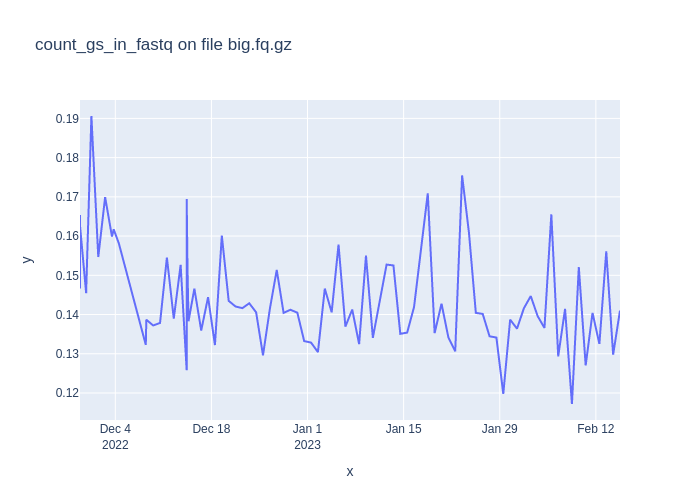 count_gs_in_fastq on file big.fq.gz
0.19
0.18
0.17
0.16
0.15
0.14
0.13
0.12
y
Dec 4
2022
Dec 18
Jan 1
2023
Jan 15
Jan 29
Feb 12
x